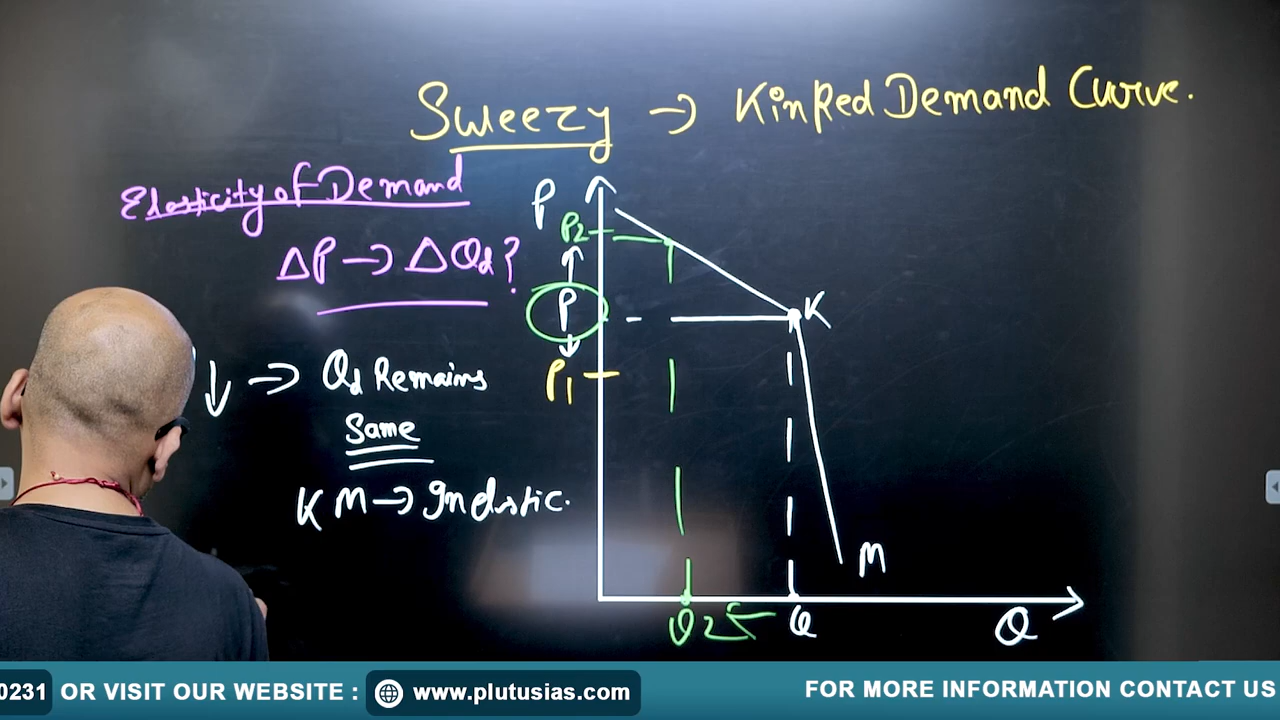 Sweezy → Kinked Demand Curve.
Elasticity of Demand
ΔP → ΔQd?
↓ → Qd Remains
Same
KM → Inelastic.
P
P2
P
P1
K
M
Q2 ← Q
Q
0231 OR VISIT OUR WEBSITE : www.plutusias.com FOR MORE INFORMATION CONTACT US